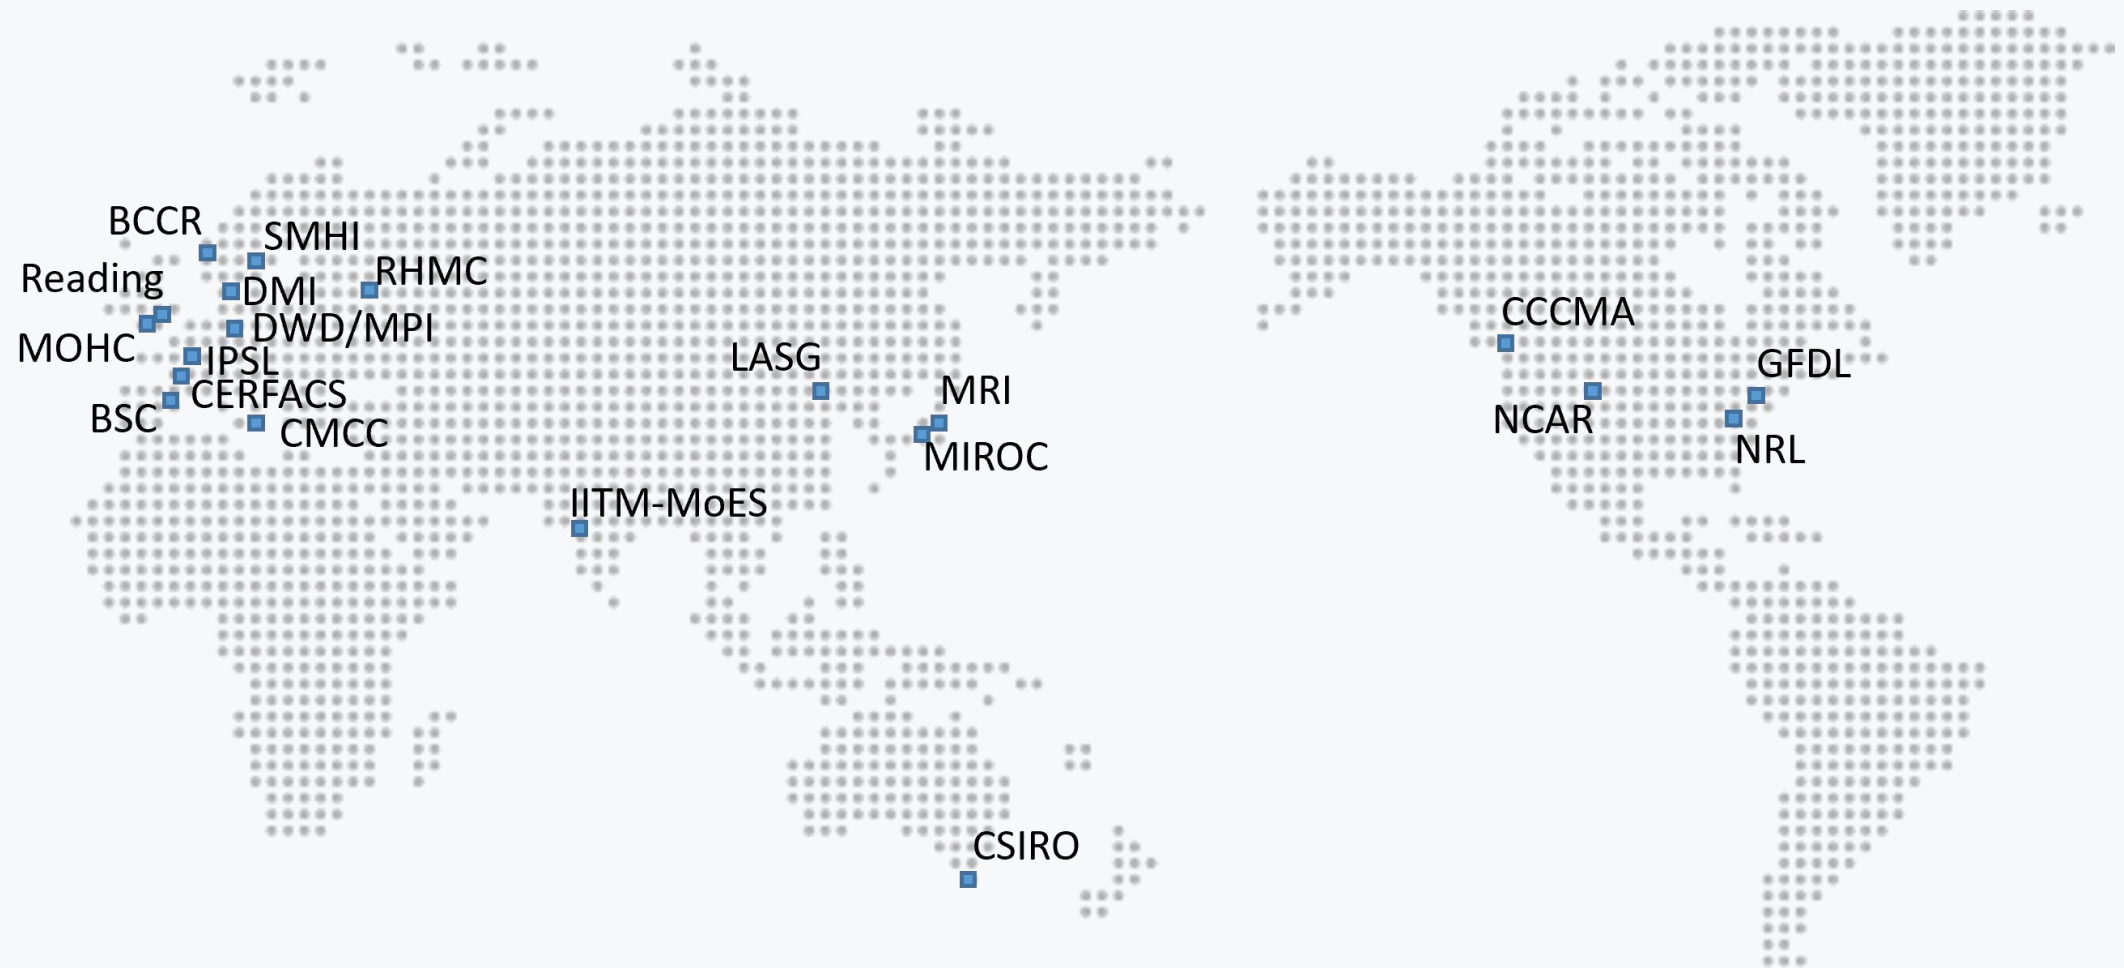 BCCR
SMHI
Reading
RHMC
DMI
MOHC
DWD/MPI
IPSL
CERFACS
BSC
CMCC
LASG
MRI
MIROC
IITM-MoES
CSIRO
CCCMA
GFDL
NCAR
NRL